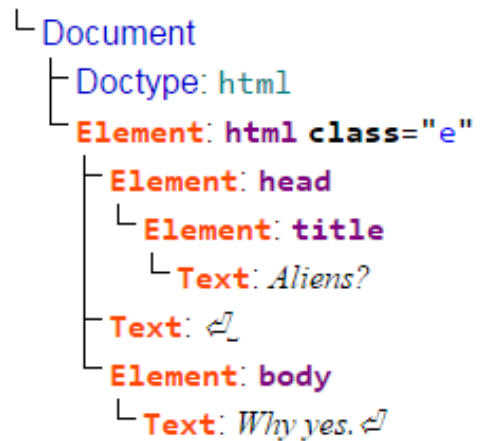 Document
Doctype: html
Element: html class="e"
Element: head
Element: title
Text: Aliens?
Text: ⏎␣
Element: body
Text: Why yes.⏎